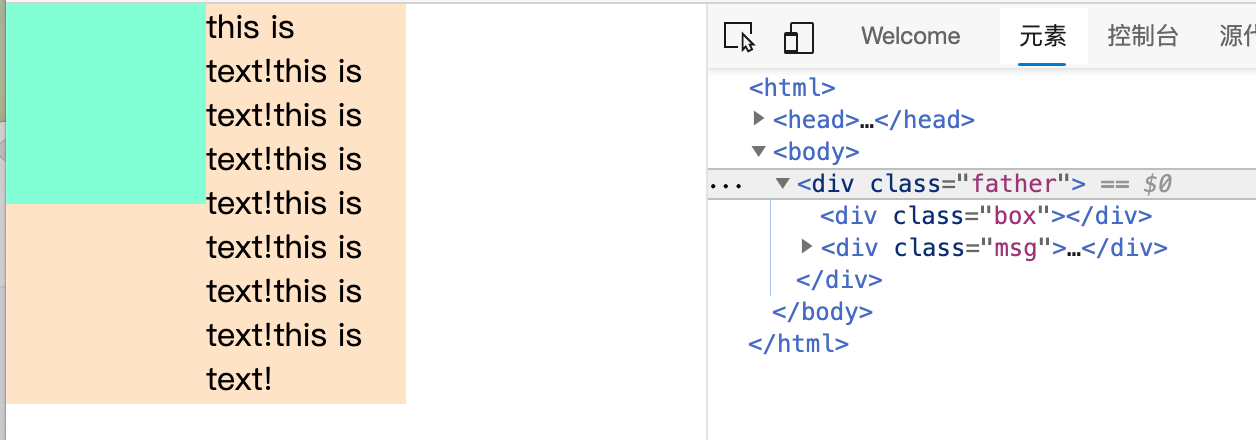 this is
text!this is
text!this is
text!this is
text!this is
text!this is
text!this is
text!this is
text!
Welcome 元素 控制台 源代
<html>
<head>…</head>
<body>
... <div class="father"> == $0
<div class="box"></div>
<div class="msg">…</div>
</div>
</body>
</html>